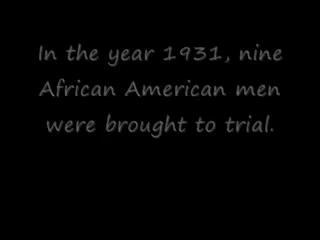 In the year 1931, nine
African American men
were brought to trial.